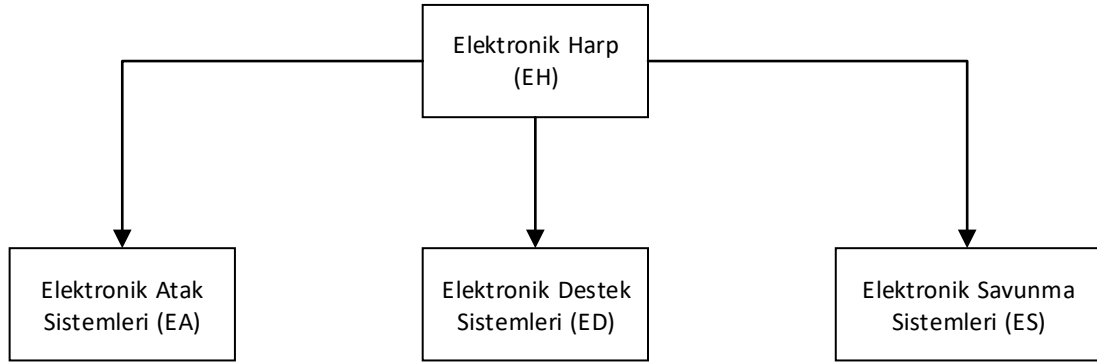 Elektronik Harp
(EH)
Elektronik Atak
Sistemleri (EA)
Elektronik Destek
Sistemleri (ED)
Elektronik Savunma
Sistemleri (ES)